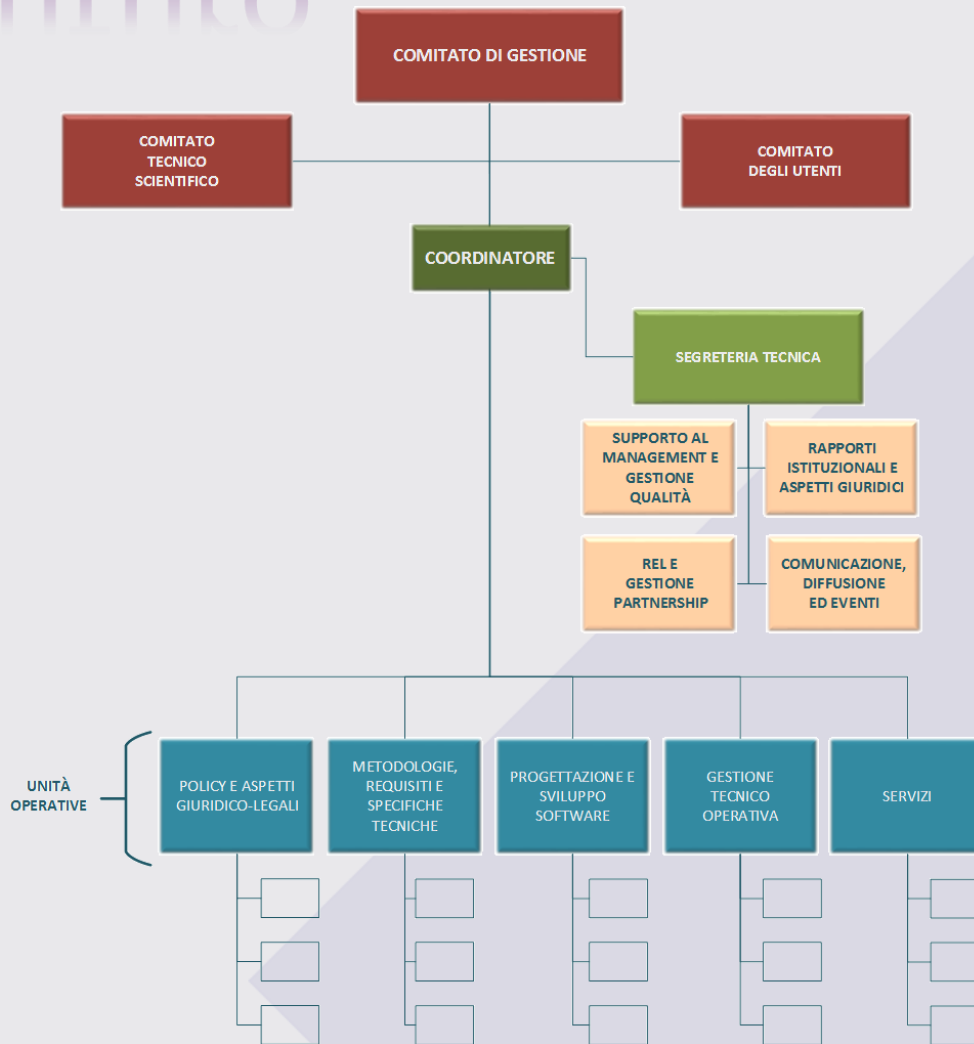 COMITATO DI GESTIONE
COMITATO
TECNICO
SCIENTIFICO
COMITATO
DEGLI UTENTI
COORDINATORE
SEGRETERIA TECNICA
SUPPORTO AL
MANAGEMENT E
GESTIONE
QUALITÀ
RAPPORTI
ISTITUZIONALI E
ASPETTI GIURIDICI
REL E
GESTIONE
PARTNERSHIP
COMUNICAZIONE,
DIFFUSIONE
ED EVENTI
UNITÀ
OPERATIVE
POLICY E ASPETTI
GIURIDICO-LEGALI
METODOLOGIE,
REQUISITI E
SPECIFICHE
TECNICHE
PROGETTAZIONE E
SVILUPPO
SOFTWARE
GESTIONE
TECNICO
OPERATIVA
SERVIZI